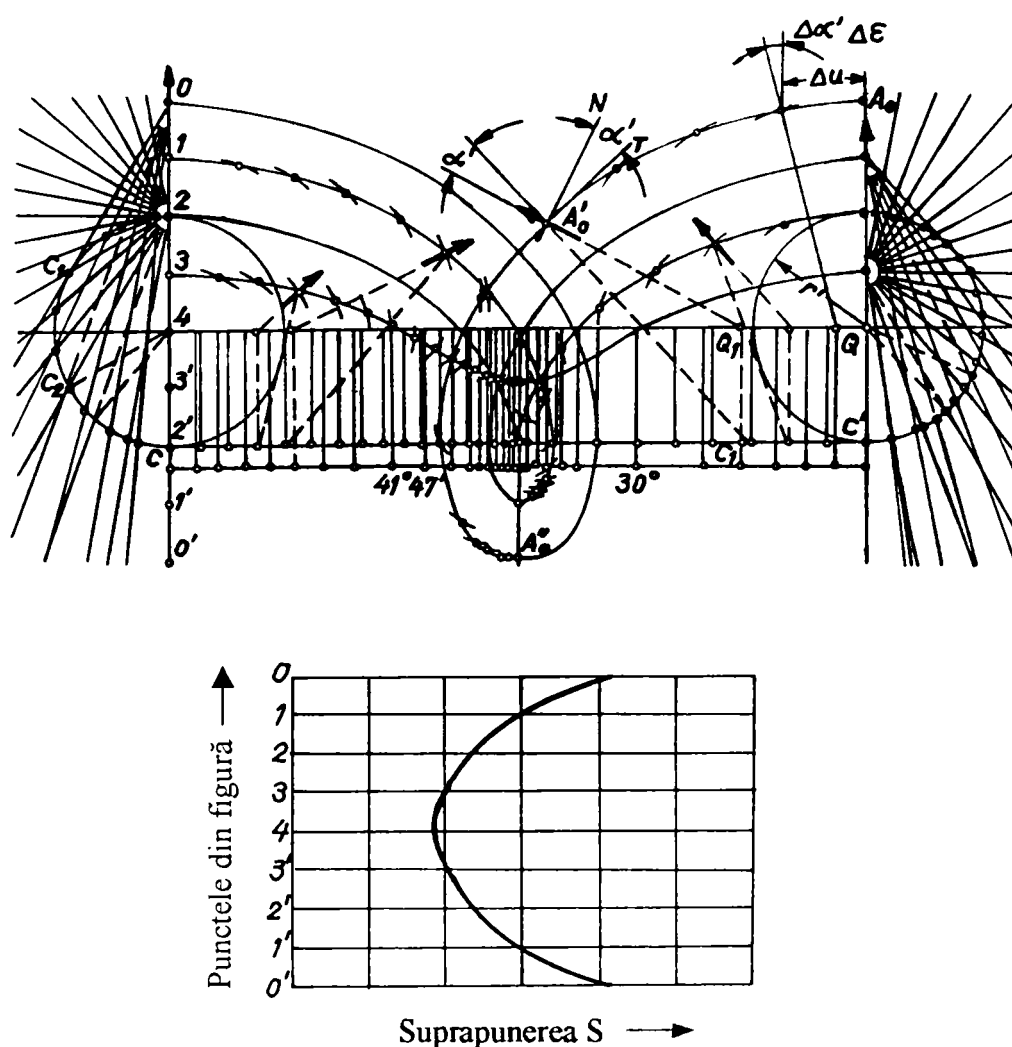 Δα' Δε
Δu
0
N
A₀
1
α
α'
T
2
A'₀
C₂
3
r'
4
Q₁
Q
C₂
3'
2'
C
C₁
C'
41°47'
30°
1'
0'
A"₀
Punctele din figură
0
1
2
3
4
3'
2'
1'
0'
Suprapunerea S